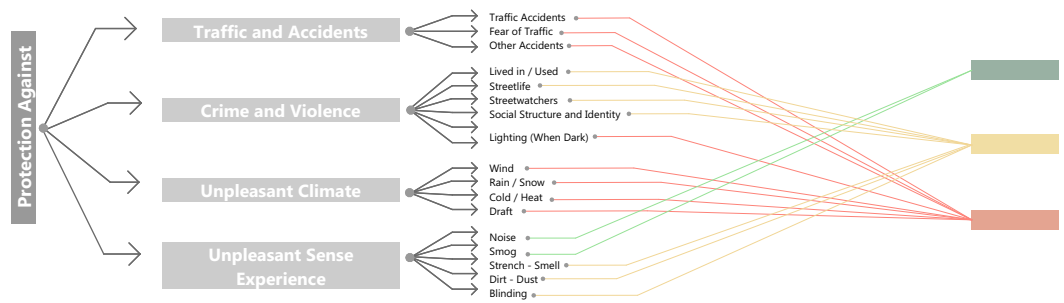 Protection Against
Traffic and Accidents
Traffic Accidents
Fear of Traffic
Other Accidents
Crime and Violence
Lived in / Used
Streetlife
Streetwatchers
Social Structure and Identity
Lighting (When Dark)
Unpleasant Climate
Wind
Rain / Snow
Cold / Heat
Draft
Unpleasant Sense
Experience
Noise
Smog
Strench - Smell
Dirt - Dust
Blinding